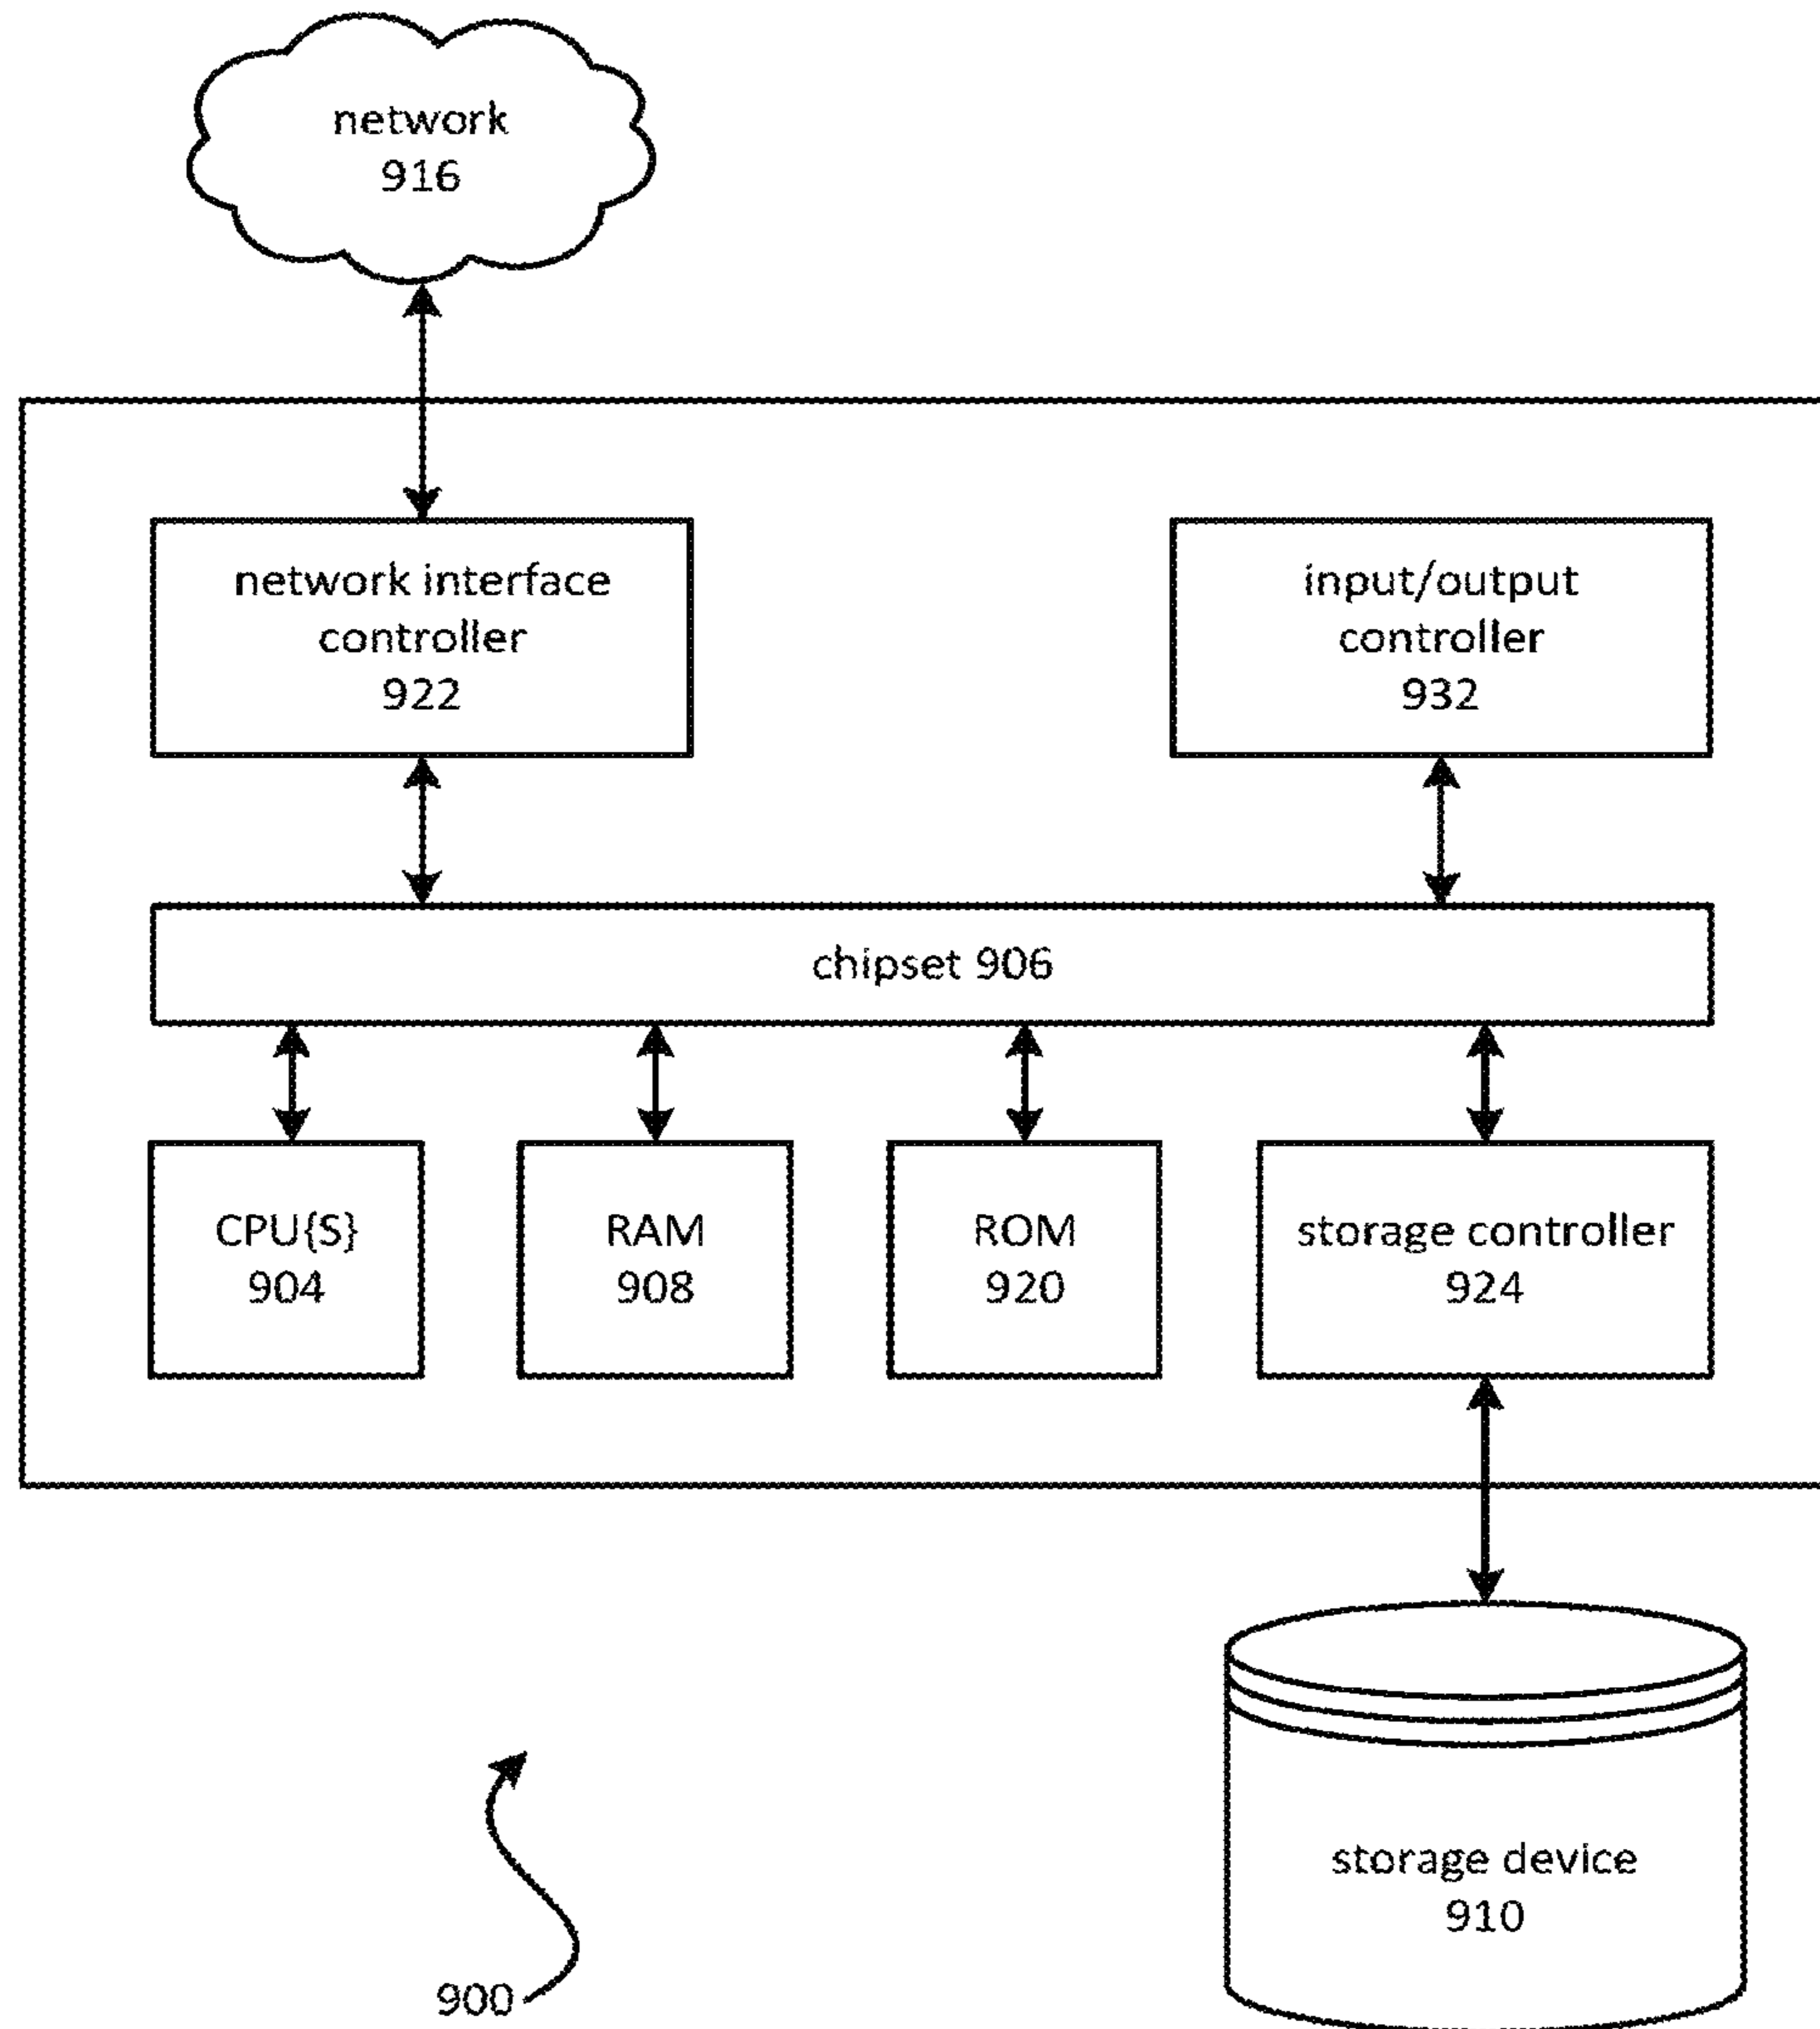 network
916
network interface
controller
922
input/output
controller
932
chipset 906
CPU{S}
904
RAM
908
ROM
920
storage controller
924
storage device
910
900